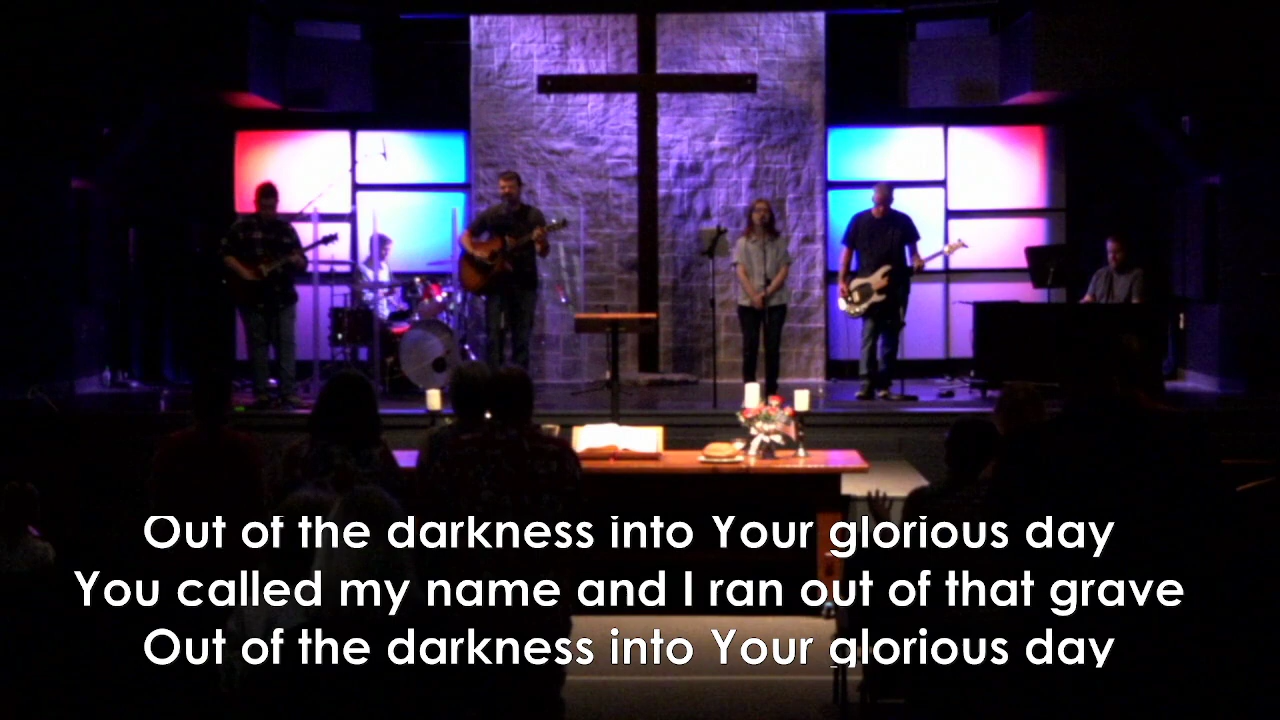 Out of the darkness into Your glorious day
You called my name and I ran out of that grave
Out of the darkness into Your glorious day